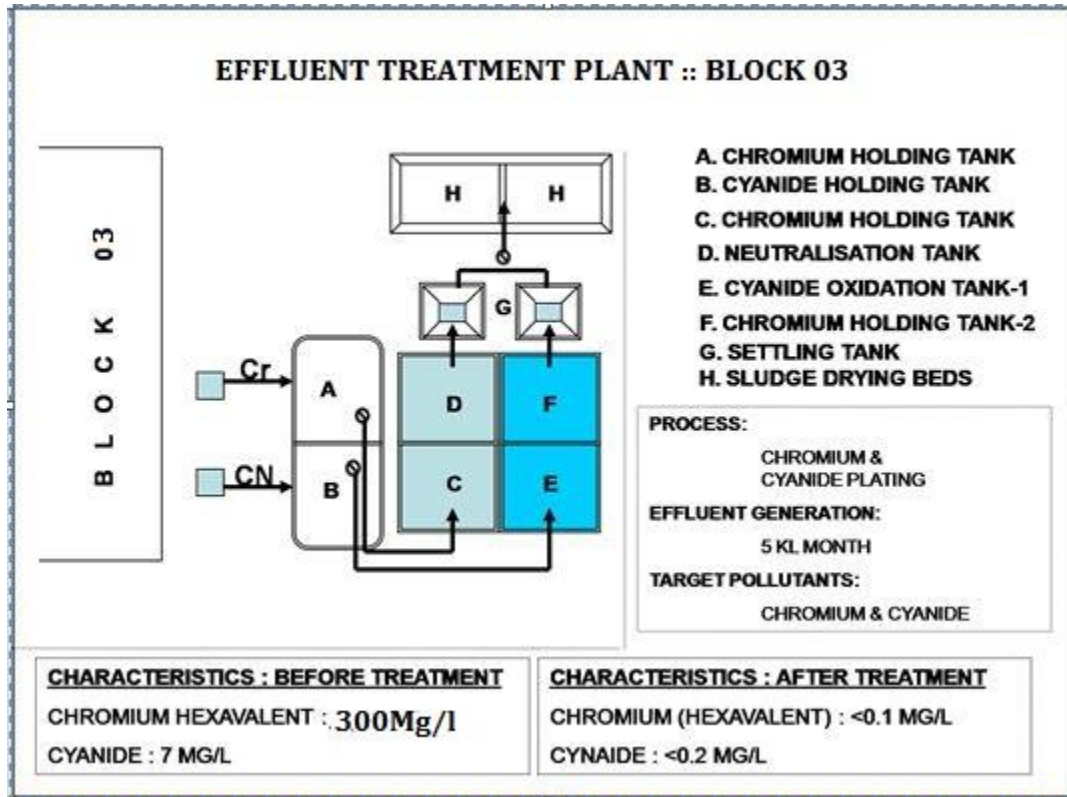 EFFLUENT TREATMENT PLANT :: BLOCK 03
BLOCK 03
Cr
CN
A
B
H H
G
D F
C E
A. CHROMIUM HOLDING TANK
B. CYANIDE HOLDING TANK
C. CHROMIUM HOLDING TANK
D. NEUTRALISATION TANK
E. CYANIDE OXIDATION TANK-1
F. CHROMIUM HOLDING TANK-2
G. SETTLING TANK
H. SLUDGE DRYING BEDS
PROCESS:
CHROMIUM &
CYANIDE PLATING
EFFLUENT GENERATION:
5 KL MONTH
TARGET POLLUTANTS:
CHROMIUM & CYANIDE
CHARACTERISTICS : BEFORE TREATMENT
CHROMIUM HEXAVALENT : 300Mg/l
CYANIDE : 7 MG/L
CHARACTERISTICS : AFTER TREATMENT
CHROMIUM (HEXAVALENT) : <0.1 MG/L
CYNAIDE : <0.2 MG/L